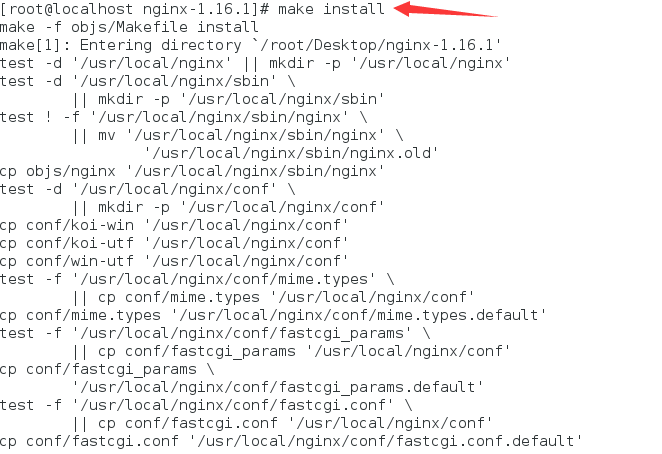 [root@localhost nginx-1.16.1]# make install
make -f objs/Makefile install
make[1]: Entering directory `/root/Desktop/nginx-1.16.1'
test -d '/usr/local/nginx' || mkdir -p '/usr/local/nginx'
test -d '/usr/local/nginx/sbin' \
        || mkdir -p '/usr/local/nginx/sbin'
test ! -f '/usr/local/nginx/sbin/nginx' \
        || mv '/usr/local/nginx/sbin/nginx' \
                '/usr/local/nginx/sbin/nginx.old'
cp objs/nginx '/usr/local/nginx/sbin/nginx'
test -d '/usr/local/nginx/conf' \
        || mkdir -p '/usr/local/nginx/conf'
cp conf/koi-win '/usr/local/nginx/conf'
cp conf/koi-utf '/usr/local/nginx/conf'
cp conf/win-utf '/usr/local/nginx/conf'
test -f '/usr/local/nginx/conf/mime.types' \
        || cp conf/mime.types '/usr/local/nginx/conf'
cp conf/mime.types '/usr/local/nginx/conf/mime.types.default'
test -f '/usr/local/nginx/conf/fastcgi_params' \
        || cp conf/fastcgi_params '/usr/local/nginx/conf'
cp conf/fastcgi_params \
        '/usr/local/nginx/conf/fastcgi_params.default'
test -f '/usr/local/nginx/conf/fastcgi.conf' \
        || cp conf/fastcgi.conf '/usr/local/nginx/conf'
cp conf/fastcgi.conf '/usr/local/nginx/conf/fastcgi.conf.default'